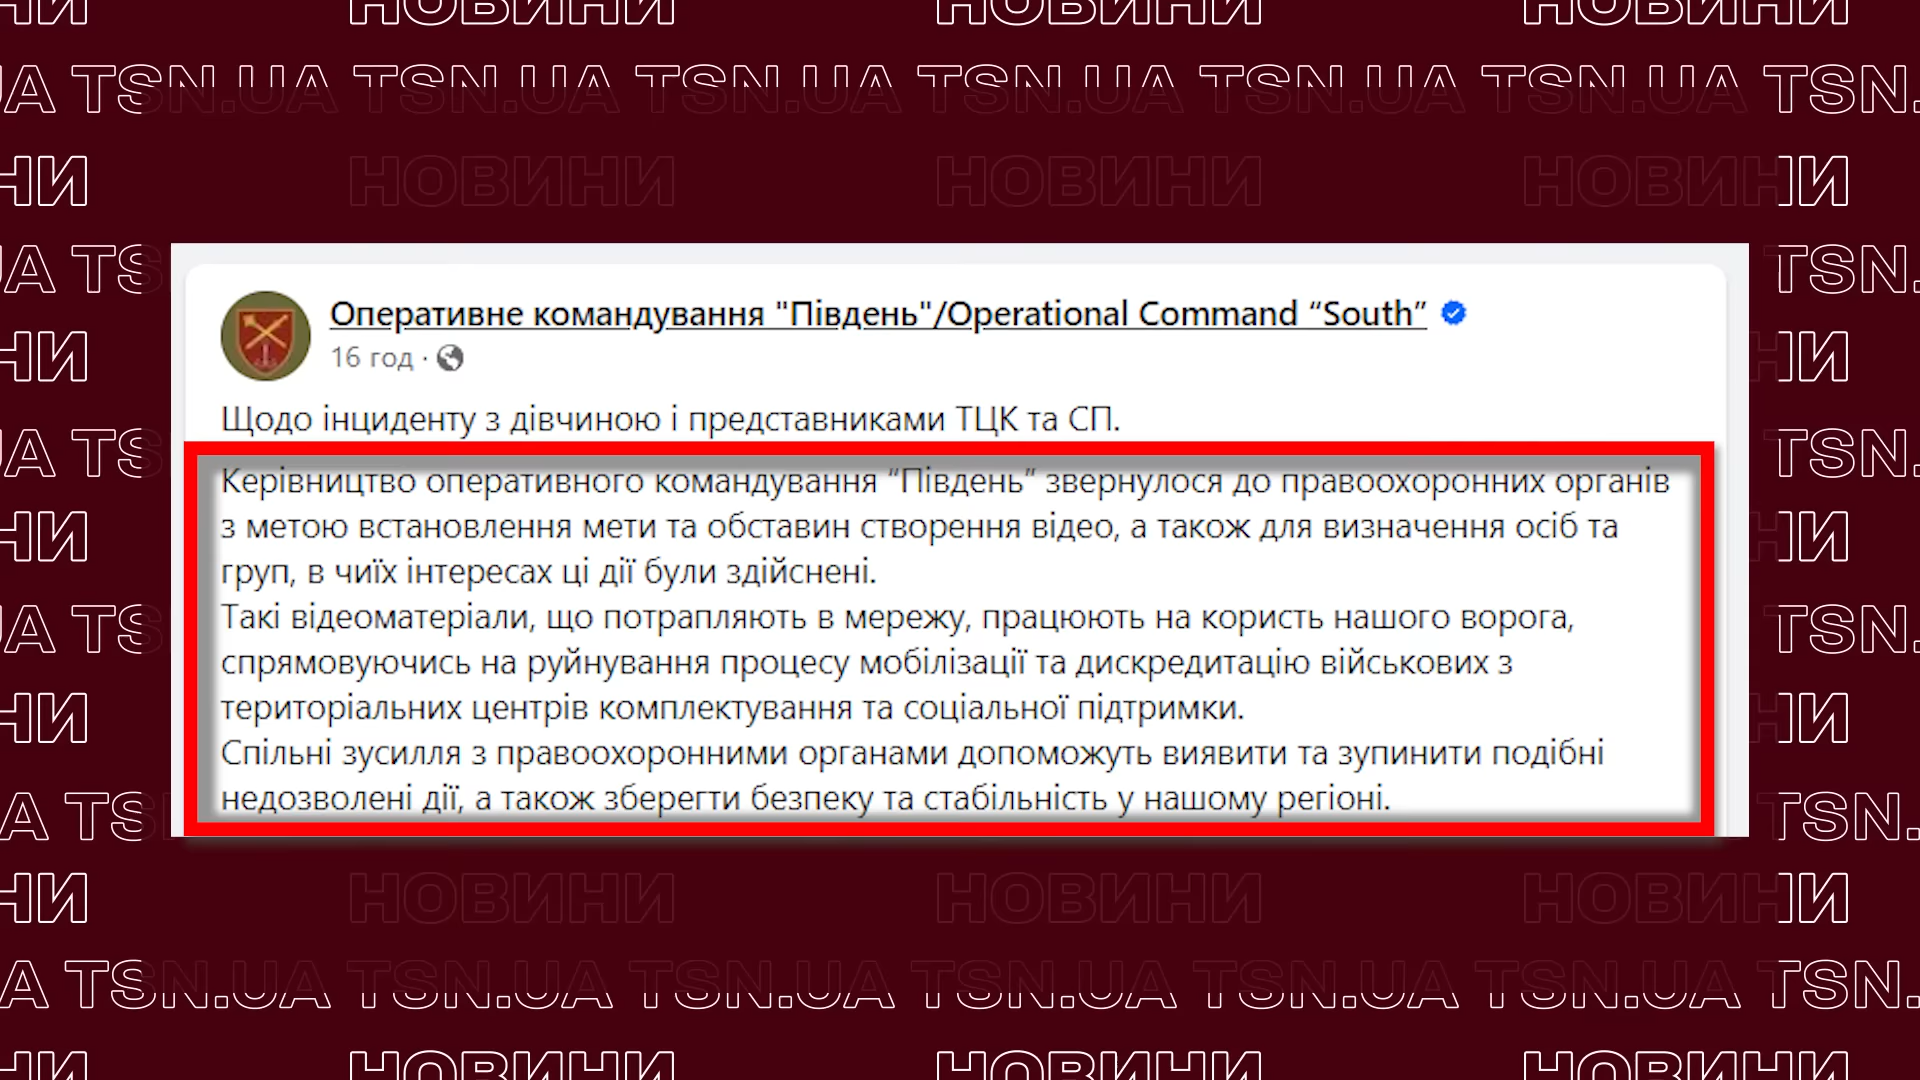 НОВИНИ НОВИНИ НОВИНИ
TSN.UA TSN.UA TSN.UA TSN.UA TSN.UA TSN.UA TSN.
НОВИНИ НОВИНИ НОВИНИ
Оперативне командування "Південь"/Operational Command “South”
16 год ·
Щодо інциденту з дівчиною і представниками ТЦК та СП.
Керівництво оперативного командування “Південь” звернулося до правоохоронних органів
з метою встановлення мети та обставин створення відео, а також для визначення осіб та
груп, в чиїх інтересах ці дії були здійснені.
Такі відеоматеріали, що потрапляють в мережу, працюють на користь нашого ворога,
спрямовуючись на руйнування процесу мобілізації та дискредитацію військових з
територіальних центрів комплектування та соціальної підтримки.
Спільні зусилля з правоохоронними органами допоможуть виявити та зупинити подібні
недозволені дії, а також зберегти безпеку та стабільність у нашому регіоні.
НОВИНИ НОВИНИ НОВИНИ
TSN.UA TSN.UA TSN.UA TSN.UA TSN.UA TSN.UA TSN.
НОВИНИ НОВИНИ НОВИНИ